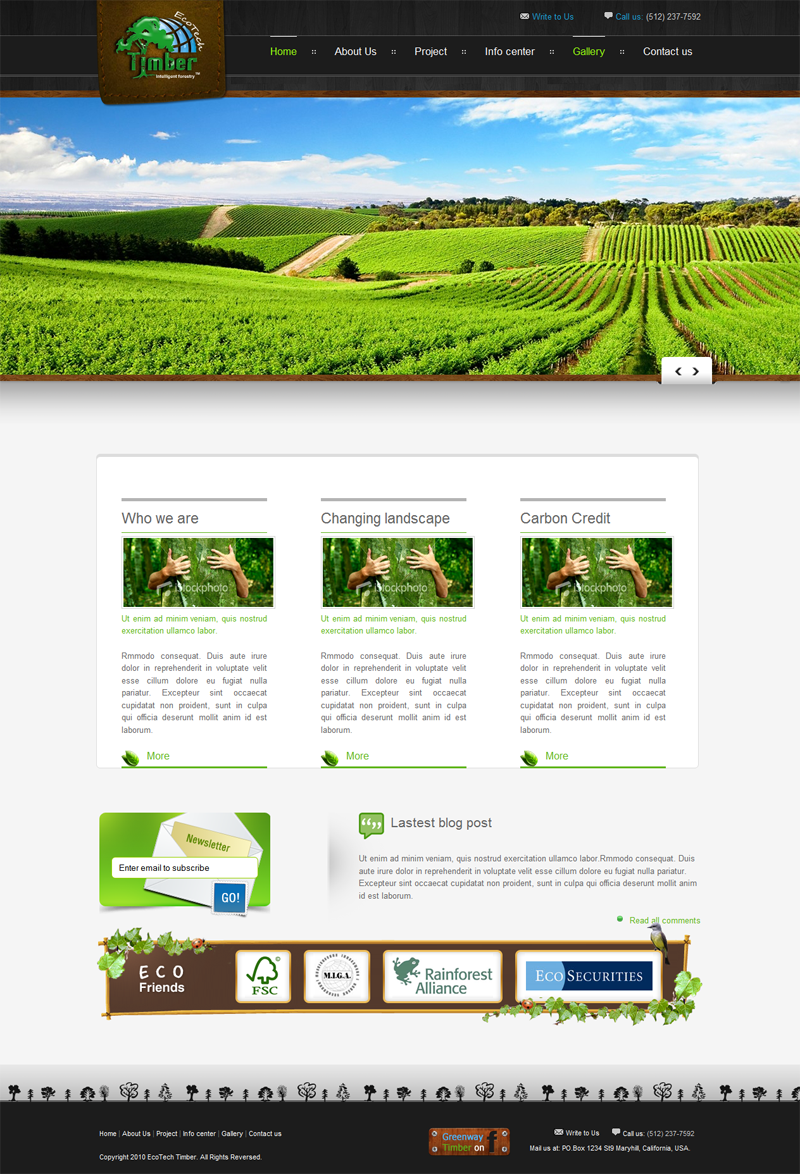 Write to Us Call us: (512) 237-7592
EcoTech
Timber
Intelligent forestry ™
Home :: About Us :: Project :: Info center :: Gallery :: Contact us
Who we are
iStockphoto
Ut enim ad minim veniam, quis nostrud
exercitation ullamco labor.
Rmmodo consequat. Duis aute irure
dolor in reprehenderit in voluptate velit
esse cillum dolore eu fugiat nulla
pariatur. Excepteur sint occaecat
cupidatat non proident, sunt in culpa
qui officia deserunt mollit anim id est
laborum.
More
Changing landscape
iStockphoto
Ut enim ad minim veniam, quis nostrud
exercitation ullamco labor.
Rmmodo consequat. Duis aute irure
dolor in reprehenderit in voluptate velit
esse cillum dolore eu fugiat nulla
pariatur. Excepteur sint occaecat
cupidatat non proident, sunt in culpa
qui officia deserunt mollit anim id est
laborum.
More
Carbon Credit
iStockphoto
Ut enim ad minim veniam, quis nostrud
exercitation ullamco labor.
Rmmodo consequat. Duis aute irure
dolor in reprehenderit in voluptate velit
esse cillum dolore eu fugiat nulla
pariatur. Excepteur sint occaecat
cupidatat non proident, sunt in culpa
qui officia deserunt mollit anim id est
laborum.
More
Newsletter
Enter email to subscribe
GO!
Lastest blog post
Ut enim ad minim veniam, quis nostrud exercitation ullamco labor.Rmmodo consequat. Duis
aute irure dolor in reprehenderit in voluptate velit esse cillum dolore eu fugiat nulla pariatur.
Excepteur sint occaecat cupidatat non proident, sunt in culpa qui officia deserunt mollit anim
id est laborum.
Read all comments
ECO
Friends
FSC
M.I.G.A.
Rainforest
Alliance
ECOSECURITIES
Home | About Us | Project | Info center | Gallery | Contact us
Copyright 2010 EcoTech Timber. All Rights Reversed.
Greenway
Timber on f
Write to Us Call us: (512) 237-7592
Mail us at: PO.Box 1234 St9 Maryhill, California, USA.